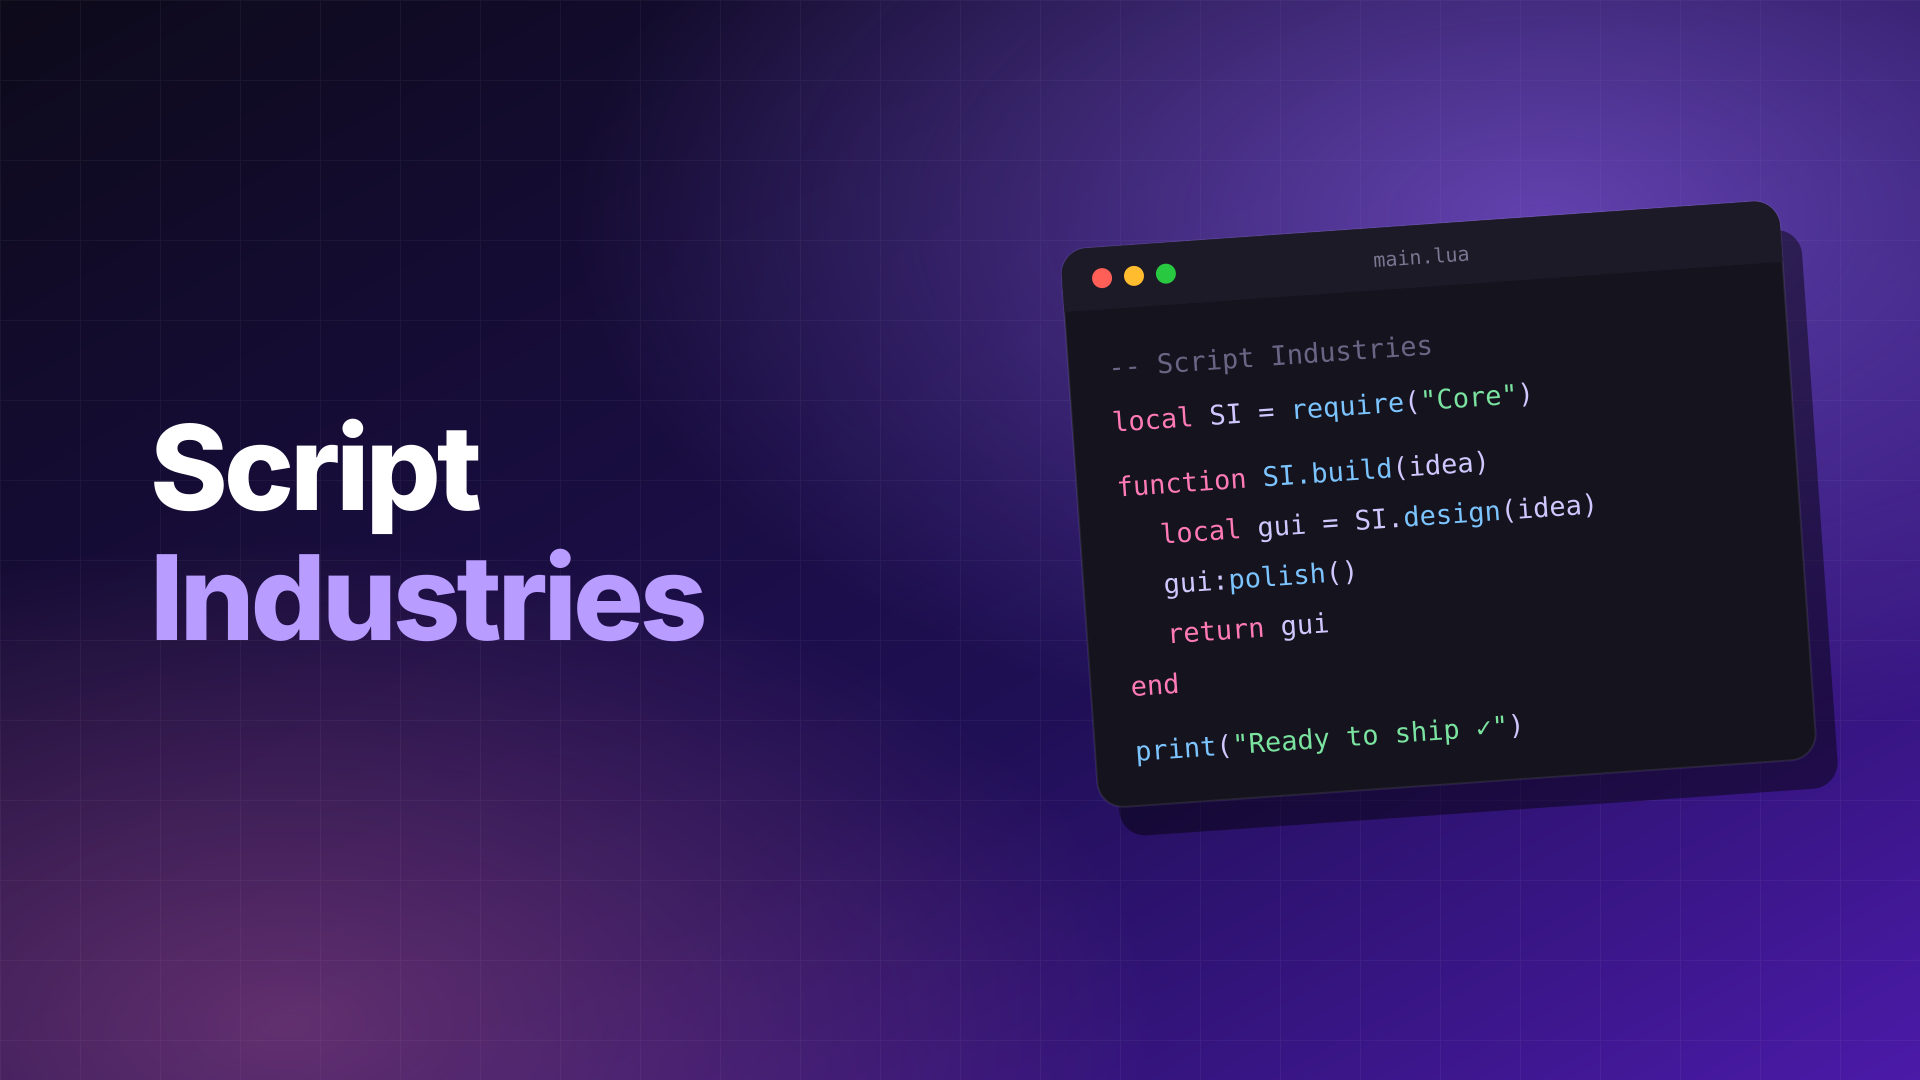 Script
Industries
main.lua
-- Script Industries
local SI = require("Core")
function SI.build(idea)
local gui = SI.design(idea)
gui:polish()
return gui
end
print("Ready to ship ✓")